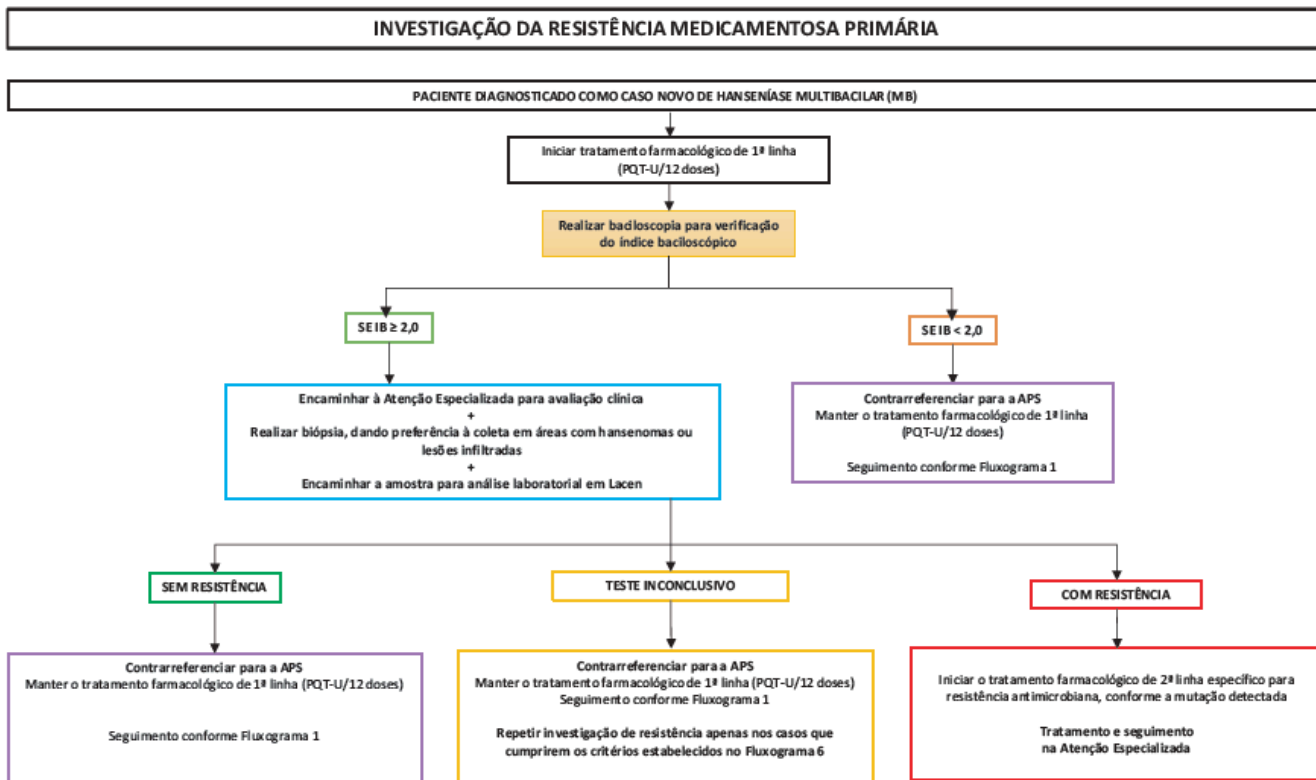 INVESTIGAÇÃO DA RESISTÊNCIA MEDICAMENTOSA PRIMÁRIA
PACIENTE DIAGNOSTICADO COMO CASO NOVO DE HANSENÍASE MULTIBACILAR (MB)
Iniciar tratamento farmacológico de 1ª linha
(PQT-U/12 doses)
Realizar baciloscopia para verificação
do índice baciloscópico
SE IB ≥ 2,0
SE IB < 2,0
Encaminhar à Atenção Especializada para avaliação clínica
+
Realizar biópsia, dando preferência à coleta em áreas com hansenomas ou
lesões infiltradas
+
Encaminhar a amostra para análise laboratorial em Lacen
Contrarreferenciar para a APS
Manter o tratamento farmacológico de 1ª linha
(PQT-U/12 doses)
Seguimento conforme Fluxograma 1
SEM RESISTÊNCIA
TESTE INCONCLUSIVO
COM RESISTÊNCIA
Contrarreferenciar para a APS
Manter o tratamento farmacológico de 1ª linha (PQT-U/12 doses)
Seguimento conforme Fluxograma 1
Contrarreferenciar para a APS
Manter o tratamento farmacológico de 1ª linha (PQT-U/12 doses)
Seguimento conforme Fluxograma 1
Repetir investigação de resistência apenas nos casos que
cumprirem os critérios estabelecidos no Fluxograma 6
Iniciar o tratamento farmacológico de 2ª linha específico para
resistência antimicrobiana, conforme a mutação detectada
Tratamento e seguimento
na Atenção Especializada